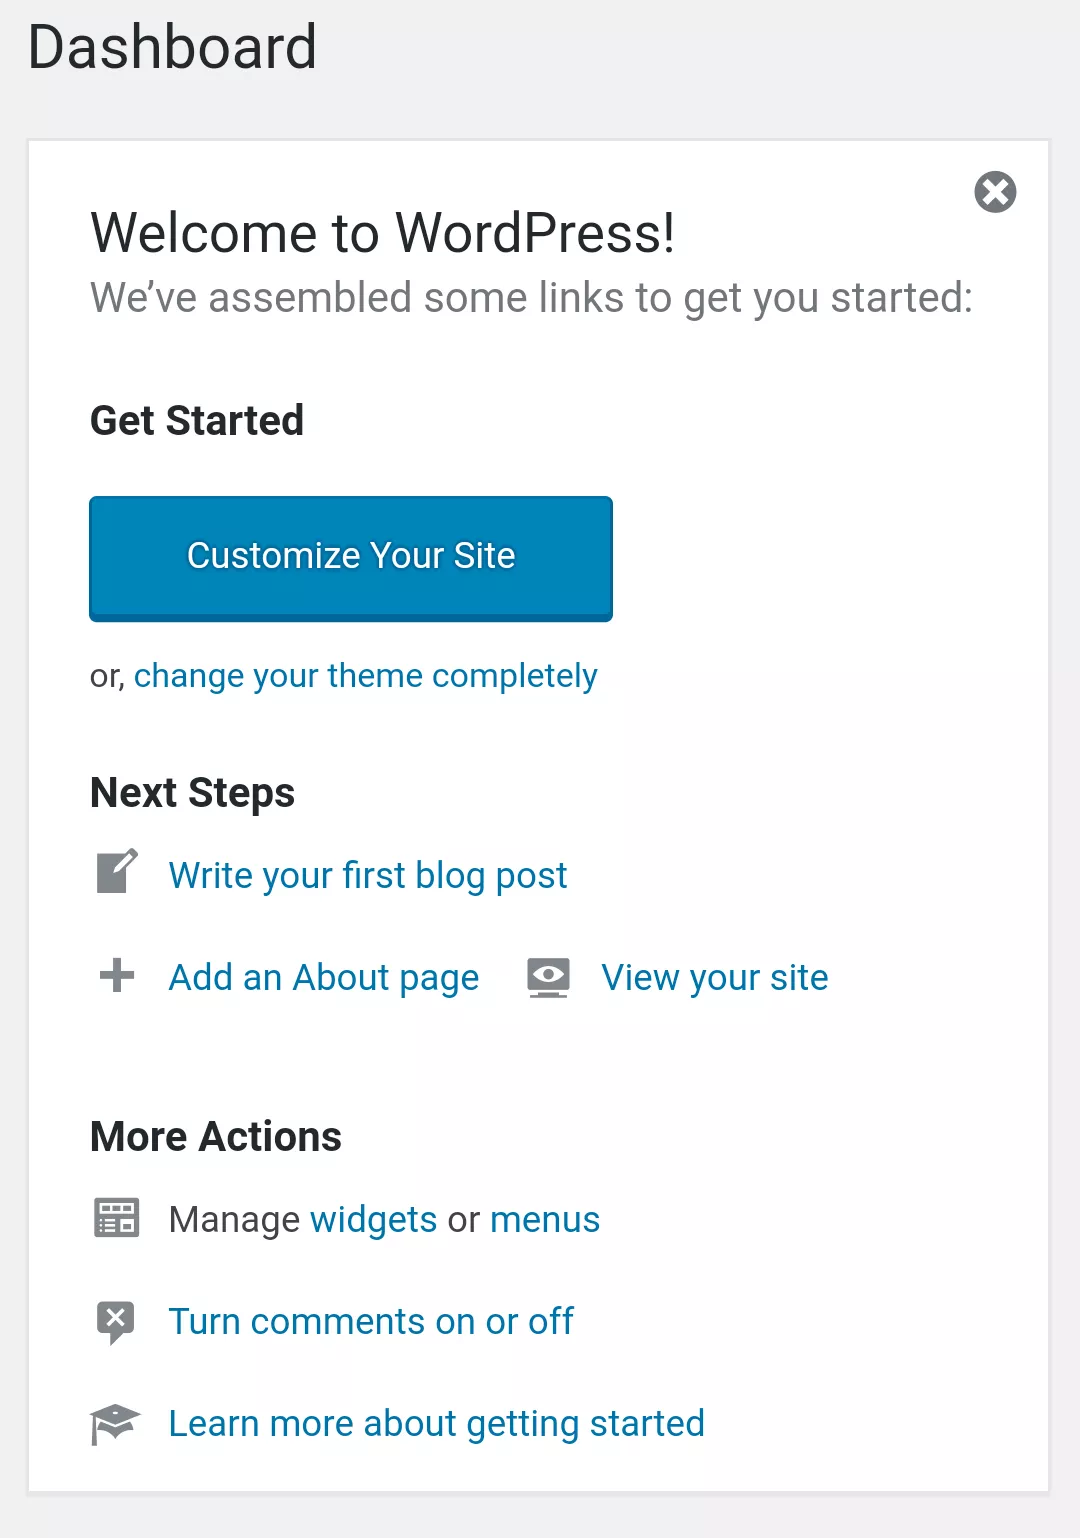 Dashboard
Welcome to WordPress!
We’ve assembled some links to get you started:
Get Started
Customize Your Site
or, change your theme completely
Next Steps
Write your first blog post
Add an About page
View your site
More Actions
Manage widgets or menus
Turn comments on or off
Learn more about getting started